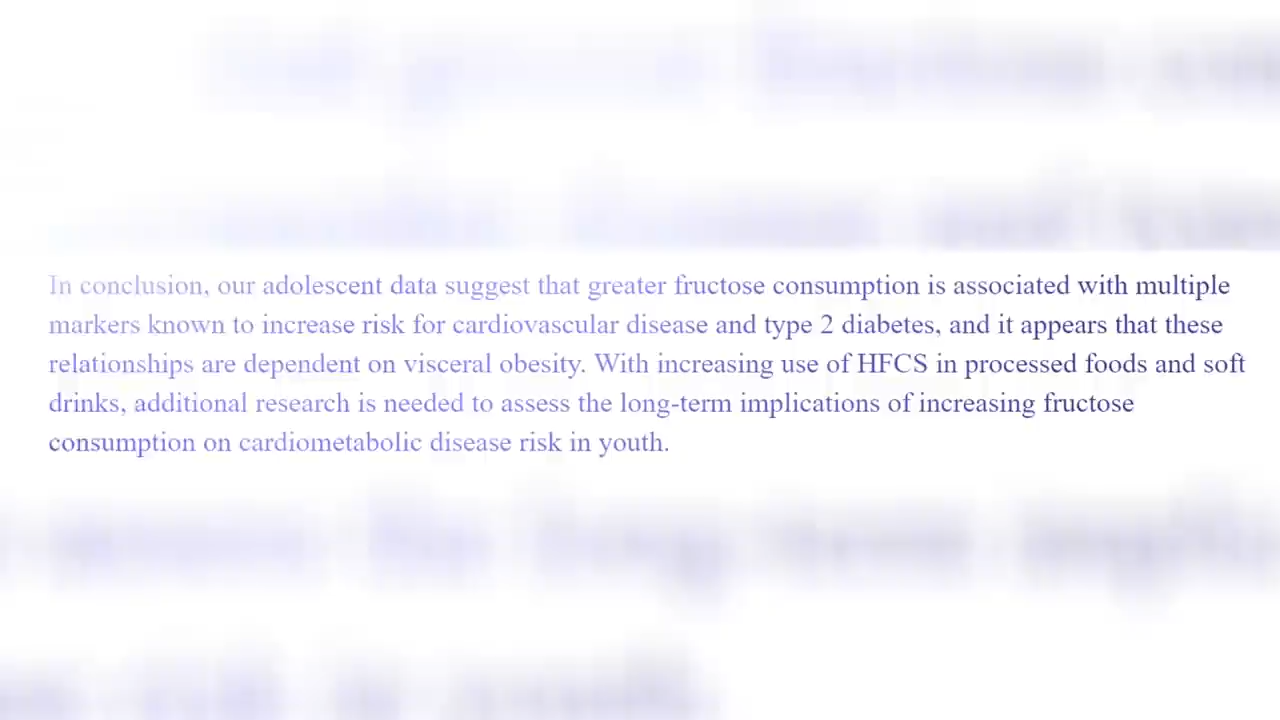 In conclusion, our adolescent data suggest that greater fructose consumption is associated with multiple
markers known to increase risk for cardiovascular disease and type 2 diabetes, and it appears that these
relationships are dependent on visceral obesity. With increasing use of HFCS in processed foods and soft
drinks, additional research is needed to assess the long-term implications of increasing fructose
consumption on cardiometabolic disease risk in youth.